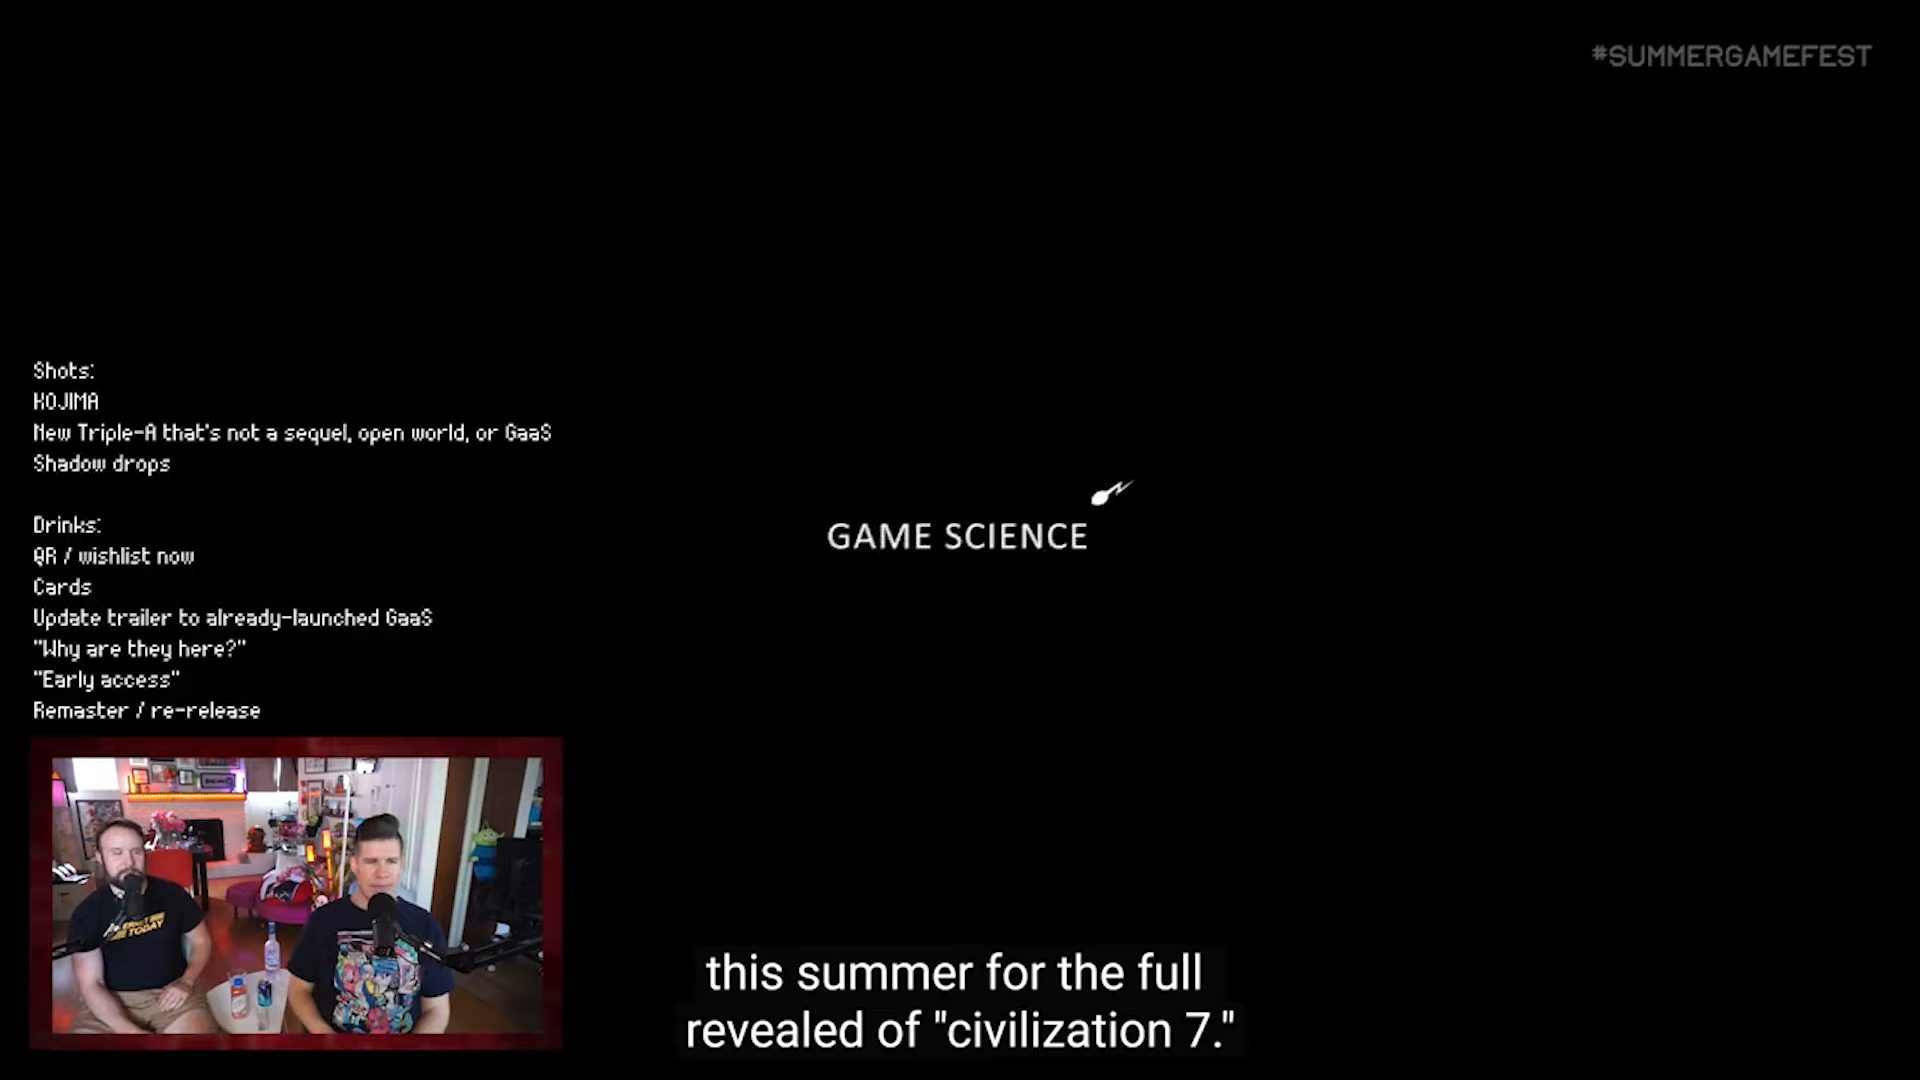 #SUMMERGAMEFEST
Shots:
KOJIMA
New Triple-A that's not a sequel, open world, or GaaS
Shadow drops
Drinks:
QR / wishlist now
Cards
Update trailer to already-launched GaaS
"Why are they here?"
"Early access"
Remaster / re-release
GAME SCIENCE
TODAY
this summer for the full
revealed of "civilization 7."